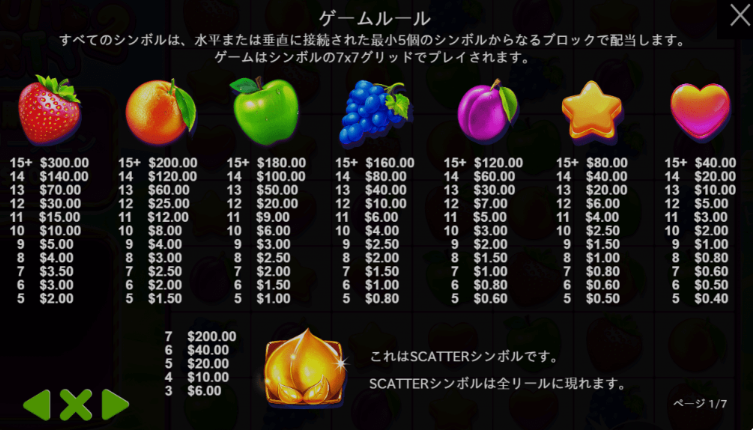 ゲームルール
すべてのシンボルは、水平または垂直に接続された最小5個のシンボルからなるブロックで配当します。
ゲームはシンボルの7x7グリッドでプレイされます。
15+ $300.00 15+ $200.00 15+ $180.00 15+ $160.00 15+ $120.00 15+ $80.00 15+ $40.00
14 $140.00 14 $120.00 14 $100.00 14 $80.00 14 $60.00 14 $40.00 14 $20.00
13 $70.00 13 $60.00 13 $50.00 13 $40.00 13 $30.00 13 $20.00 13 $10.00
12 $30.00 12 $25.00 12 $20.00 12 $10.00 12 $7.00 12 $6.00 12 $5.00
11 $15.00 11 $12.00 11 $9.00 11 $6.00 11 $5.00 11 $4.00 11 $3.00
10 $10.00 10 $8.00 10 $6.00 10 $4.00 10 $3.00 10 $2.50 10 $2.00
9 $5.00 9 $4.00 9 $3.00 9 $2.50 9 $2.00 9 $1.50 9 $1.00
8 $4.00 8 $3.00 8 $2.50 8 $2.00 8 $1.50 8 $1.00 8 $0.80
7 $3.50 7 $2.50 7 $2.00 7 $1.50 7 $1.00 7 $0.80 7 $0.60
6 $3.00 6 $2.00 6 $1.50 6 $1.00 6 $0.80 6 $0.60 6 $0.50
5 $2.00 5 $1.50 5 $1.00 5 $0.80 5 $0.60 5 $0.50 5 $0.40
7 $200.00
6 $40.00
5 $20.00
4 $10.00
3 $6.00
これはSCATTERシンボルです。
SCATTERシンボルは全リールに現れます。
ページ 1/7